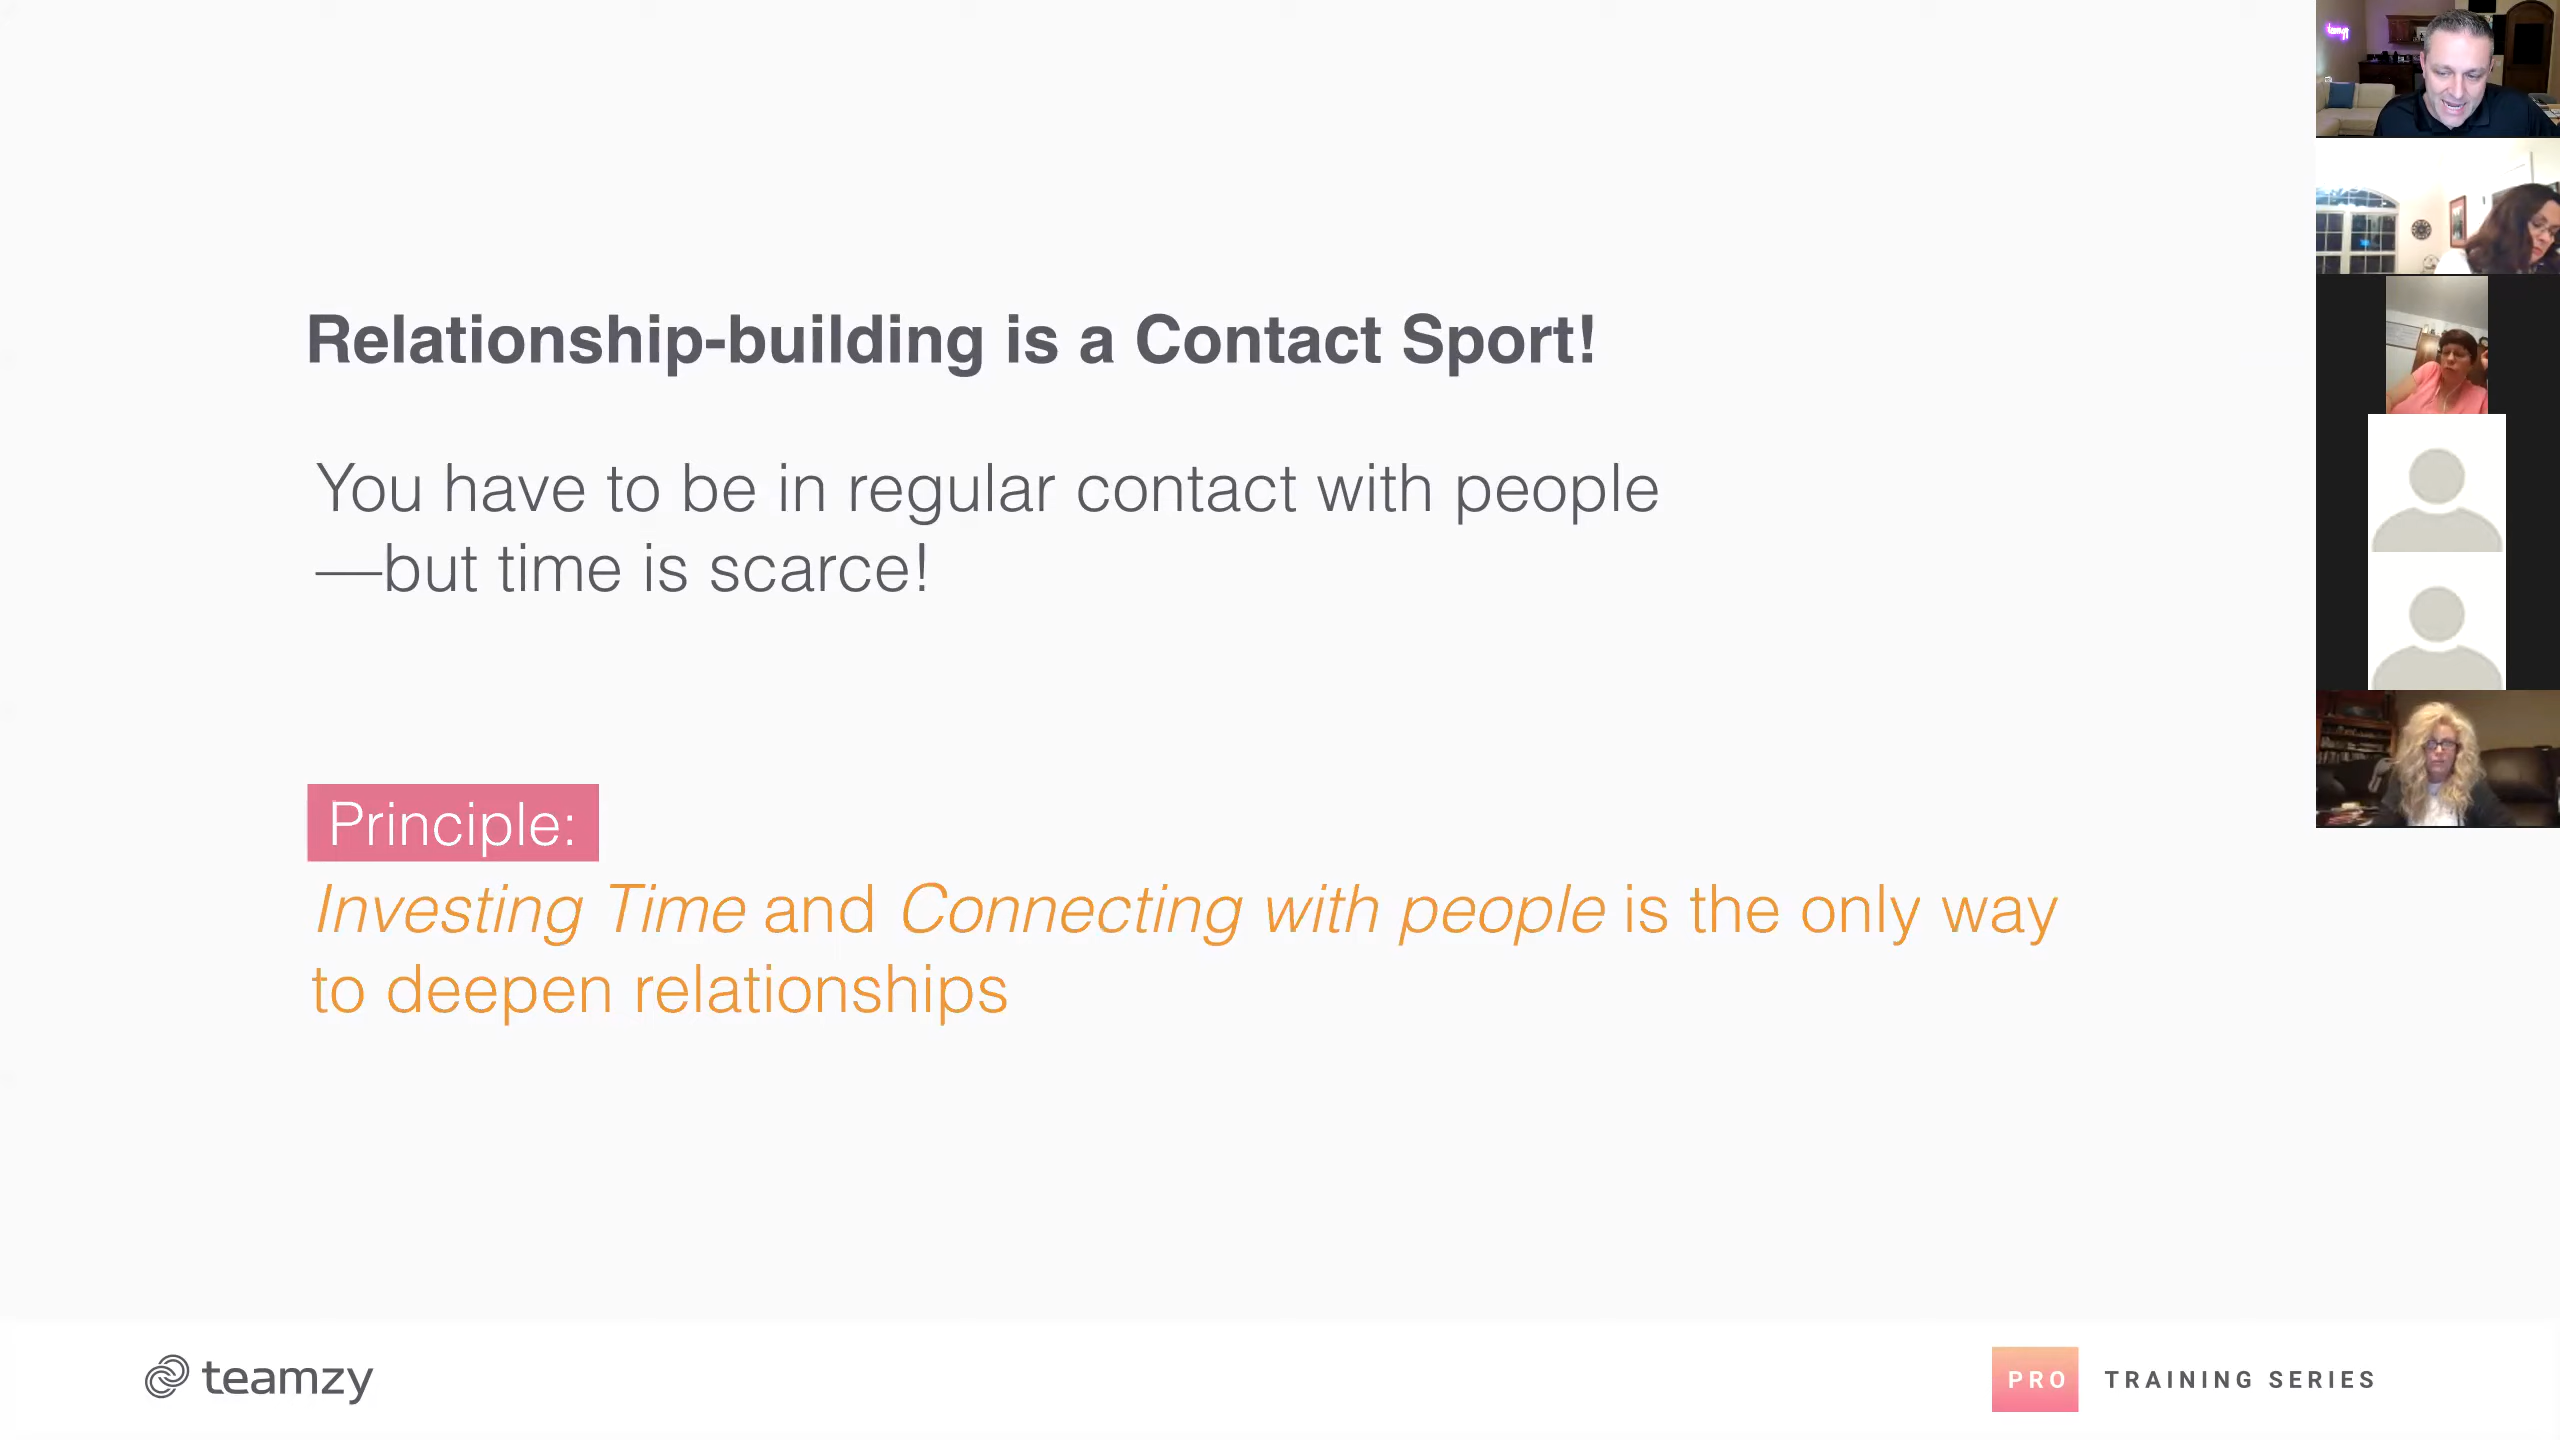 Relationship-building is a Contact Sport!
You have to be in regular contact with people
—but time is scarce!
Principle:
Investing Time and Connecting with people is the only way
to deepen relationships
teamzy
PRO TRAINING SERIES
teamzy